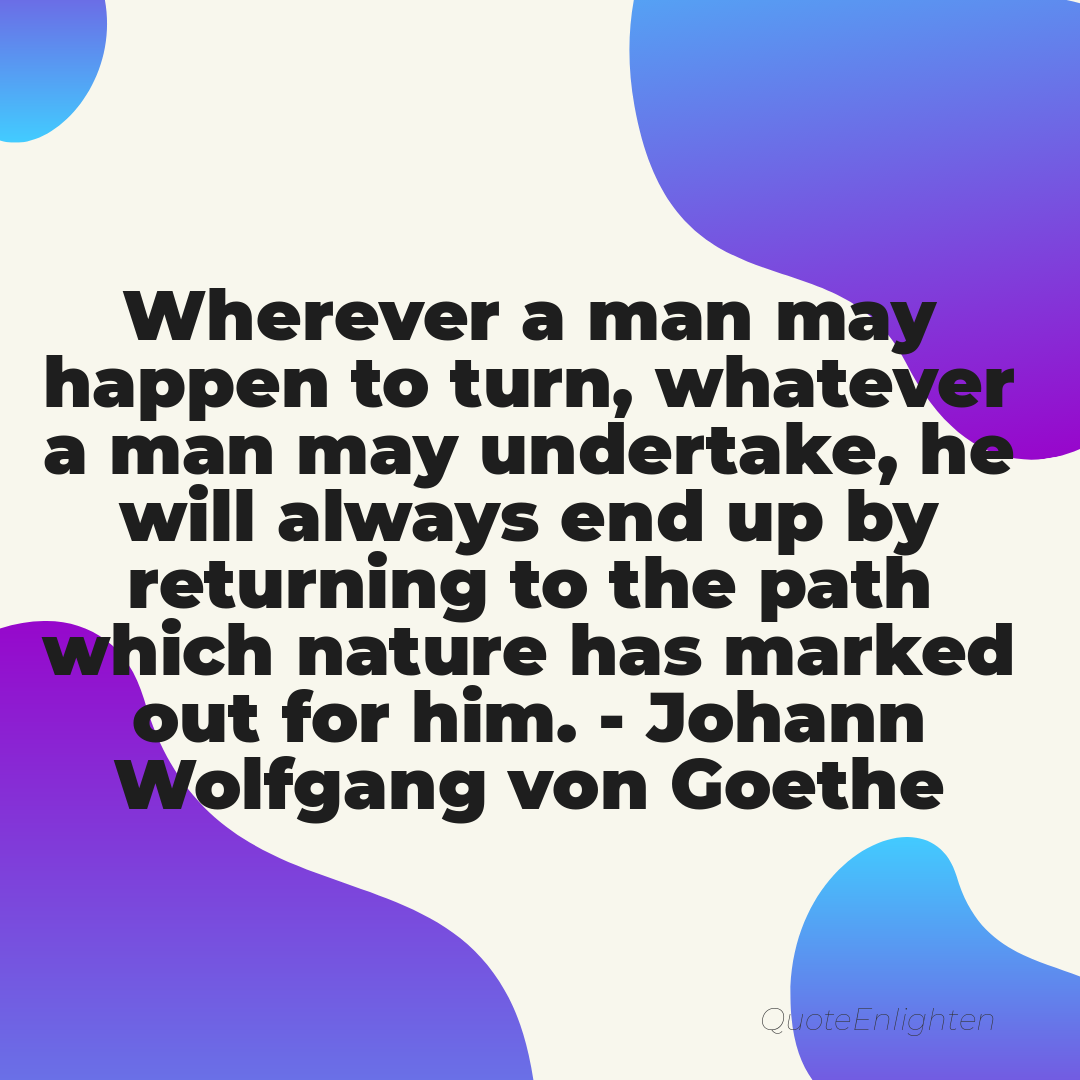 Wherever a man may
happen to turn, whatever
a man may undertake, he
will always end up by
returning to the path
which nature has marked
out for him. - Johann
Wolfgang von Goethe
QuoteEnlighten